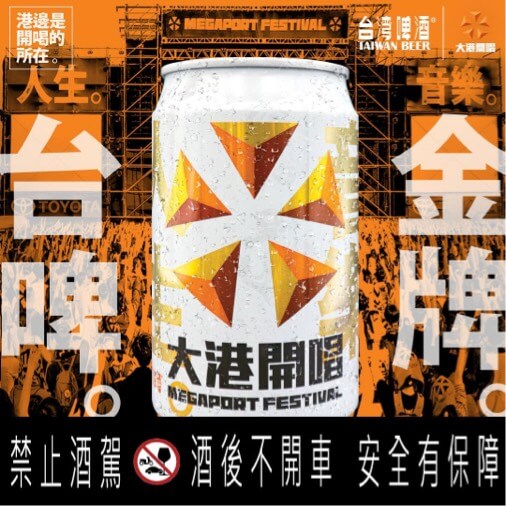 港邊是
開喝的
所在。
MEGAPORT FESTIVAL
台灣啤酒®
TAIWAN BEER
大港開唱
人生。
台啤。
音樂。
金牌。
TOYOTA
大港開唱
MEGAPORT FESTIVAL
禁止酒駕 酒後不開車 安全有保障